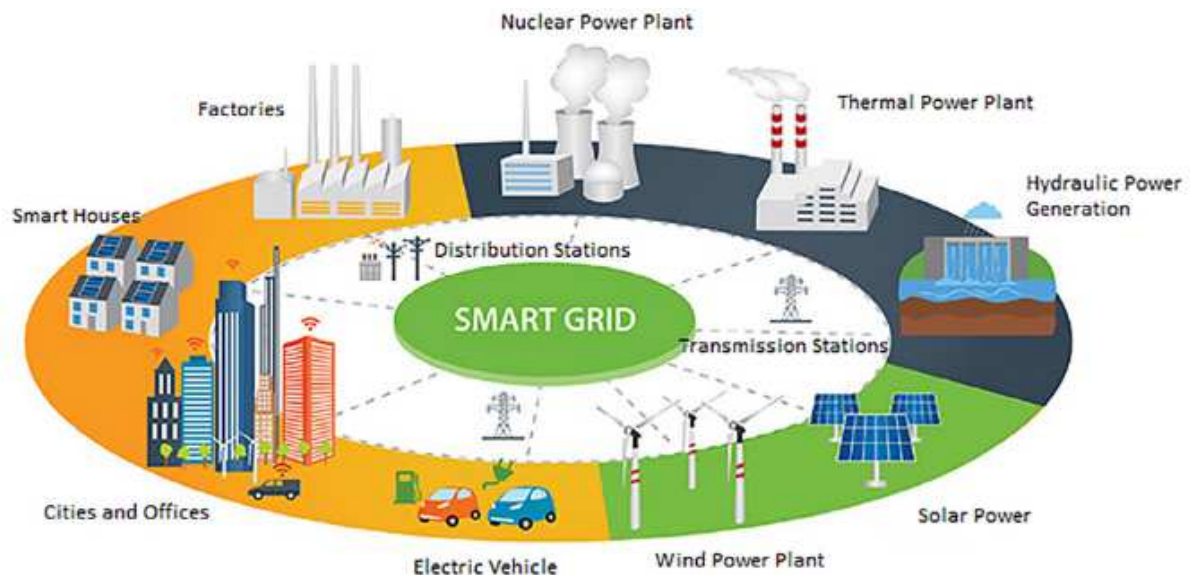 Nuclear Power Plant
Factories
Thermal Power Plant
Smart Houses
Hydraulic Power
Generation
Distribution Stations
SMART GRID
Transmission Stations
Cities and Offices
Solar Power
Electric Vehicle
Wind Power Plant